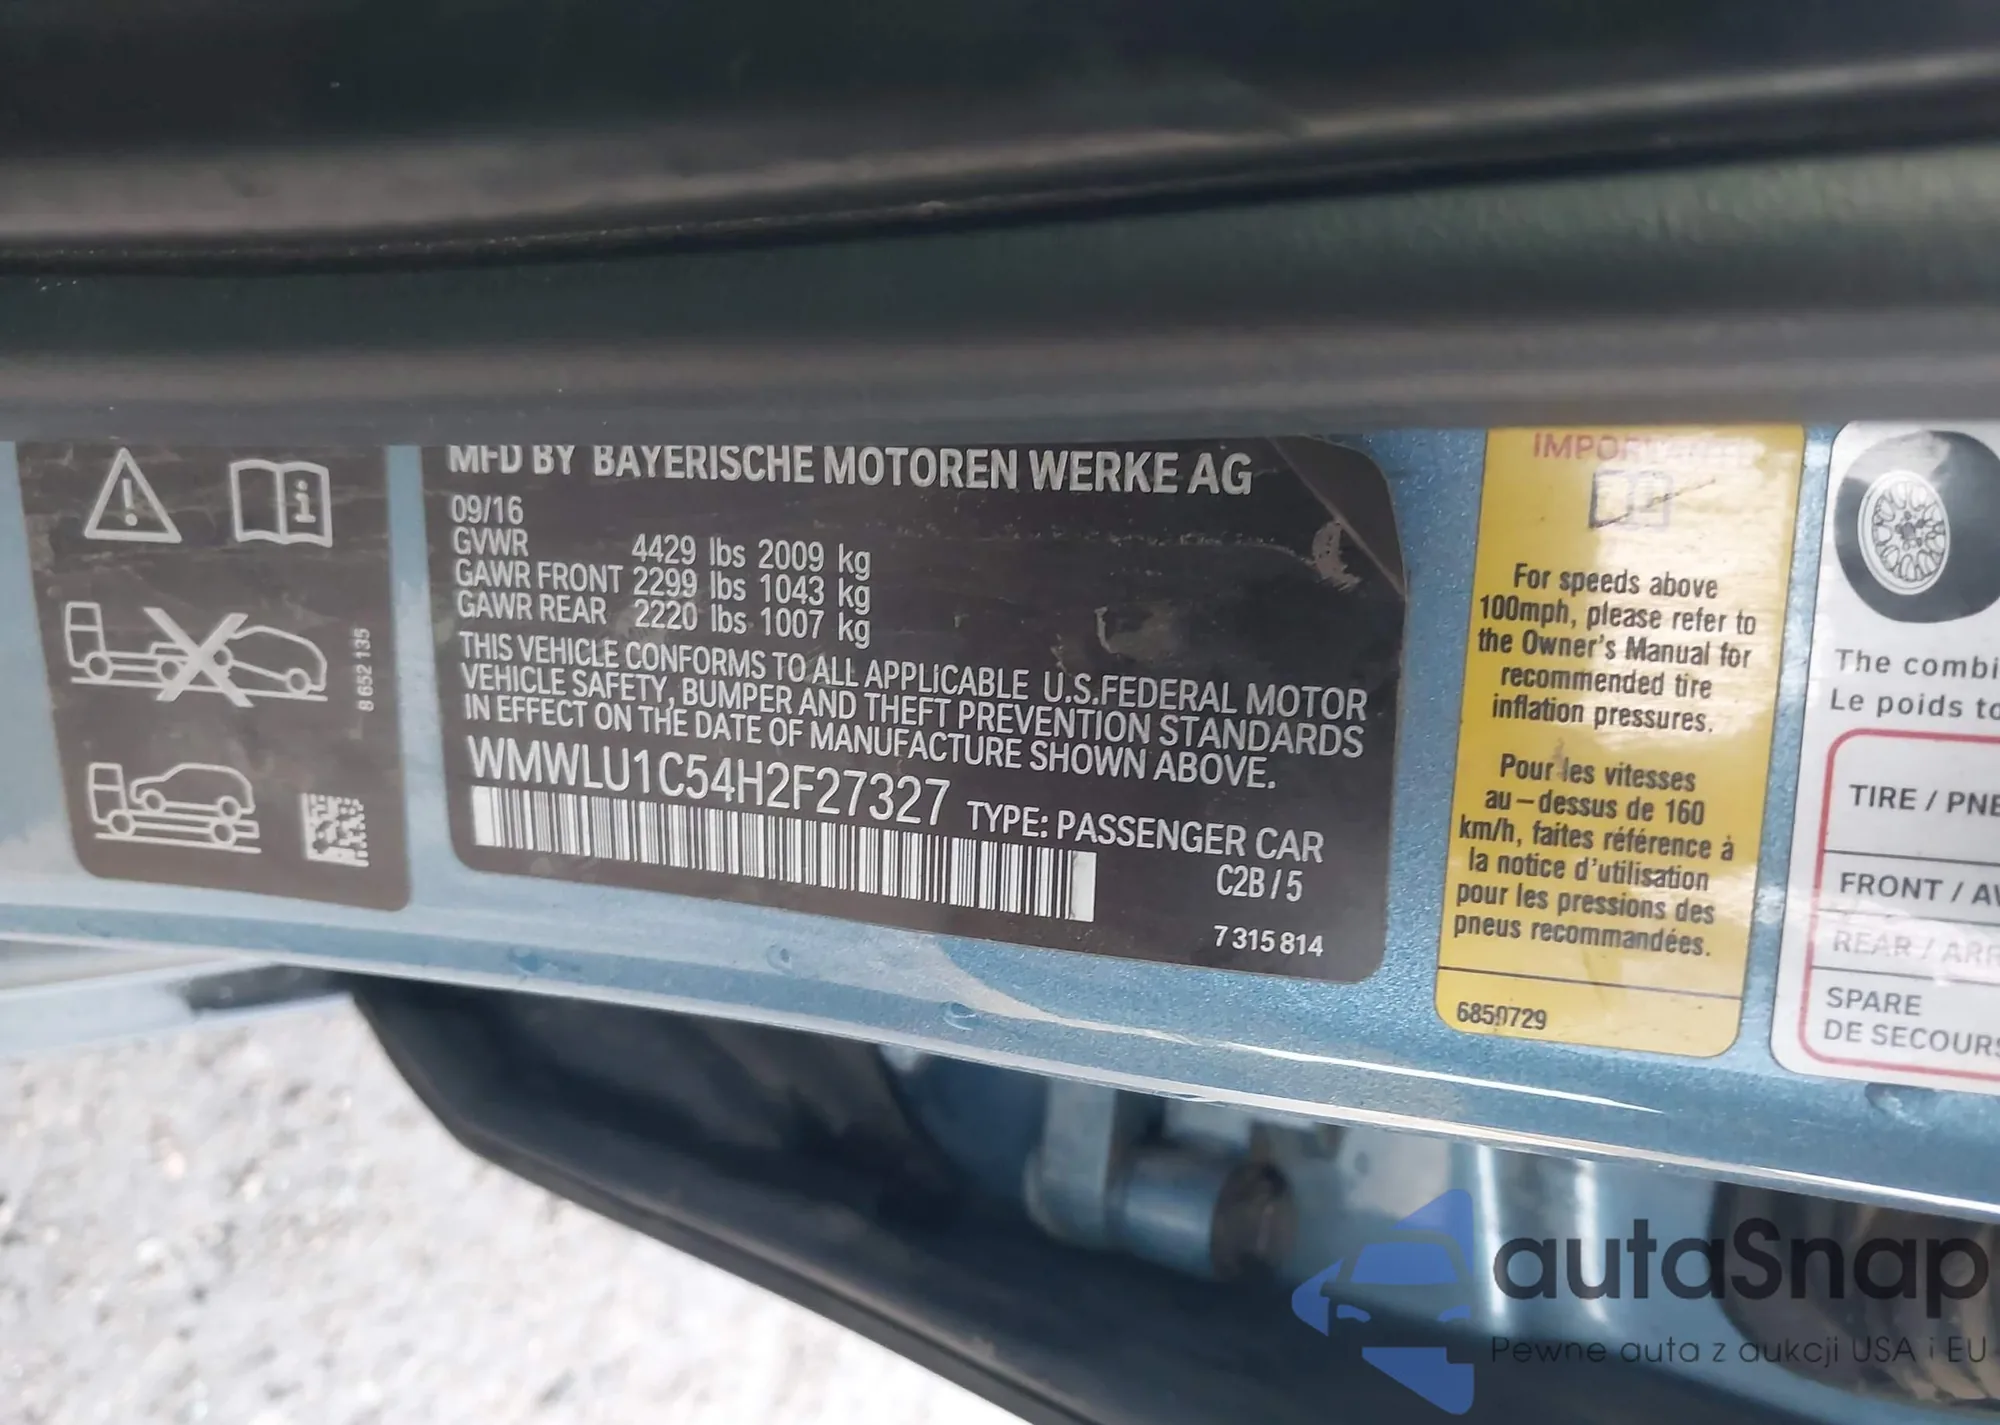 MFD BY BAYERISCHE MOTOREN WERKE AG
09/16
GVWR 4429 lbs 2009 kg
GAWR FRONT 2299 lbs 1043 kg
GAWR REAR 2220 lbs 1007 kg
THIS VEHICLE CONFORMS TO ALL APPLICABLE U.S.FEDERAL MOTOR
VEHICLE SAFETY, BUMPER AND THEFT PREVENTION STANDARDS
IN EFFECT ON THE DATE OF MANUFACTURE SHOWN ABOVE.
WMWLU1C54H2F27327 TYPE: PASSENGER CAR
C2B / 5
7 315 814
8 652 135
For speeds above
100mph, please refer to
the Owner's Manual for
recommended tire
inflation pressures.
Pour les vitesses
au–dessus de 160
km/h, faites référence à
la notice d'utilisation
pour les pressions des
pneus recommandées.
6850729
The combi
Le poids to
TIRE / PNE
FRONT / AV
REAR / ARR
SPARE
DE SECOURS
autaSnap
Pewne auta z aukcji USA i EU